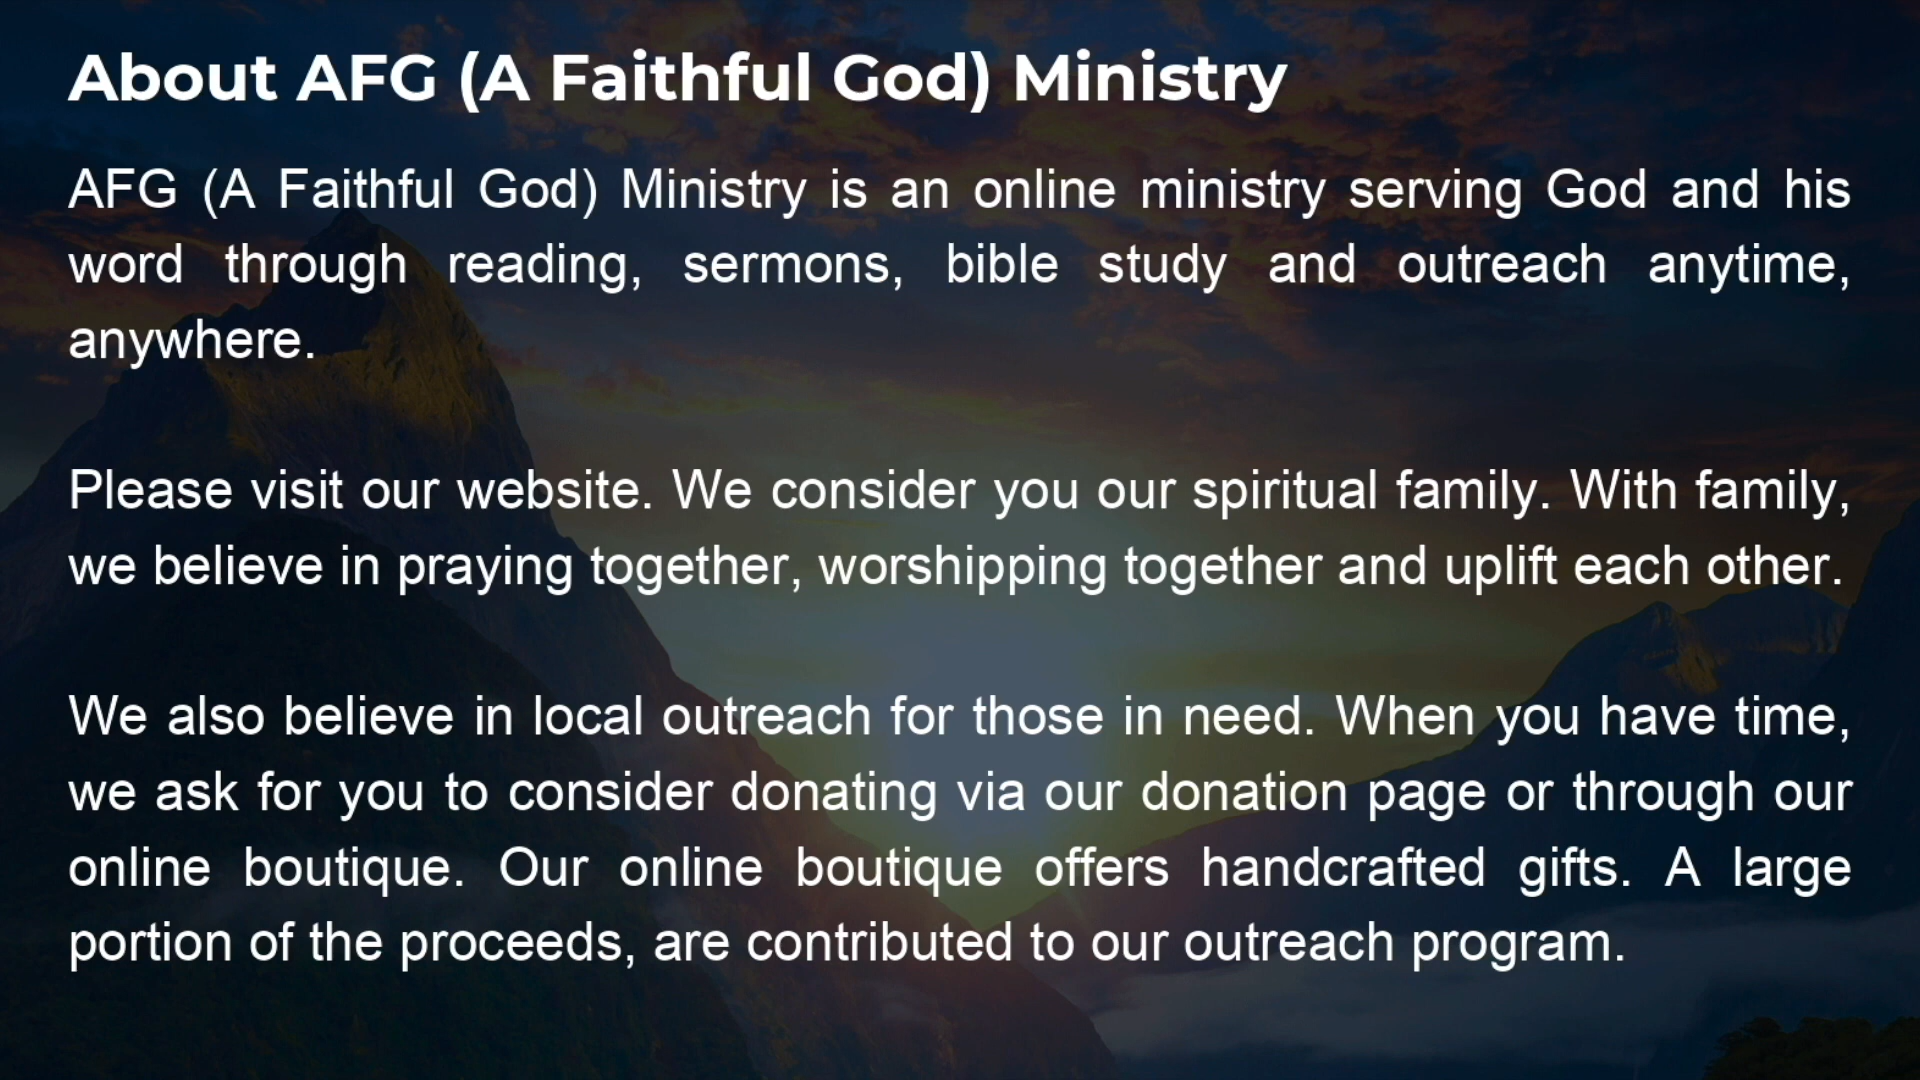 About AFG (A Faithful God) Ministry
AFG (A Faithful God) Ministry is an online ministry serving God and his
word through reading, sermons, bible study and outreach anytime,
anywhere.
Please visit our website. We consider you our spiritual family. With family,
we believe in praying together, worshipping together and uplift each other.
We also believe in local outreach for those in need. When you have time,
we ask for you to consider donating via our donation page or through our
online boutique. Our online boutique offers handcrafted gifts. A large
portion of the proceeds, are contributed to our outreach program.